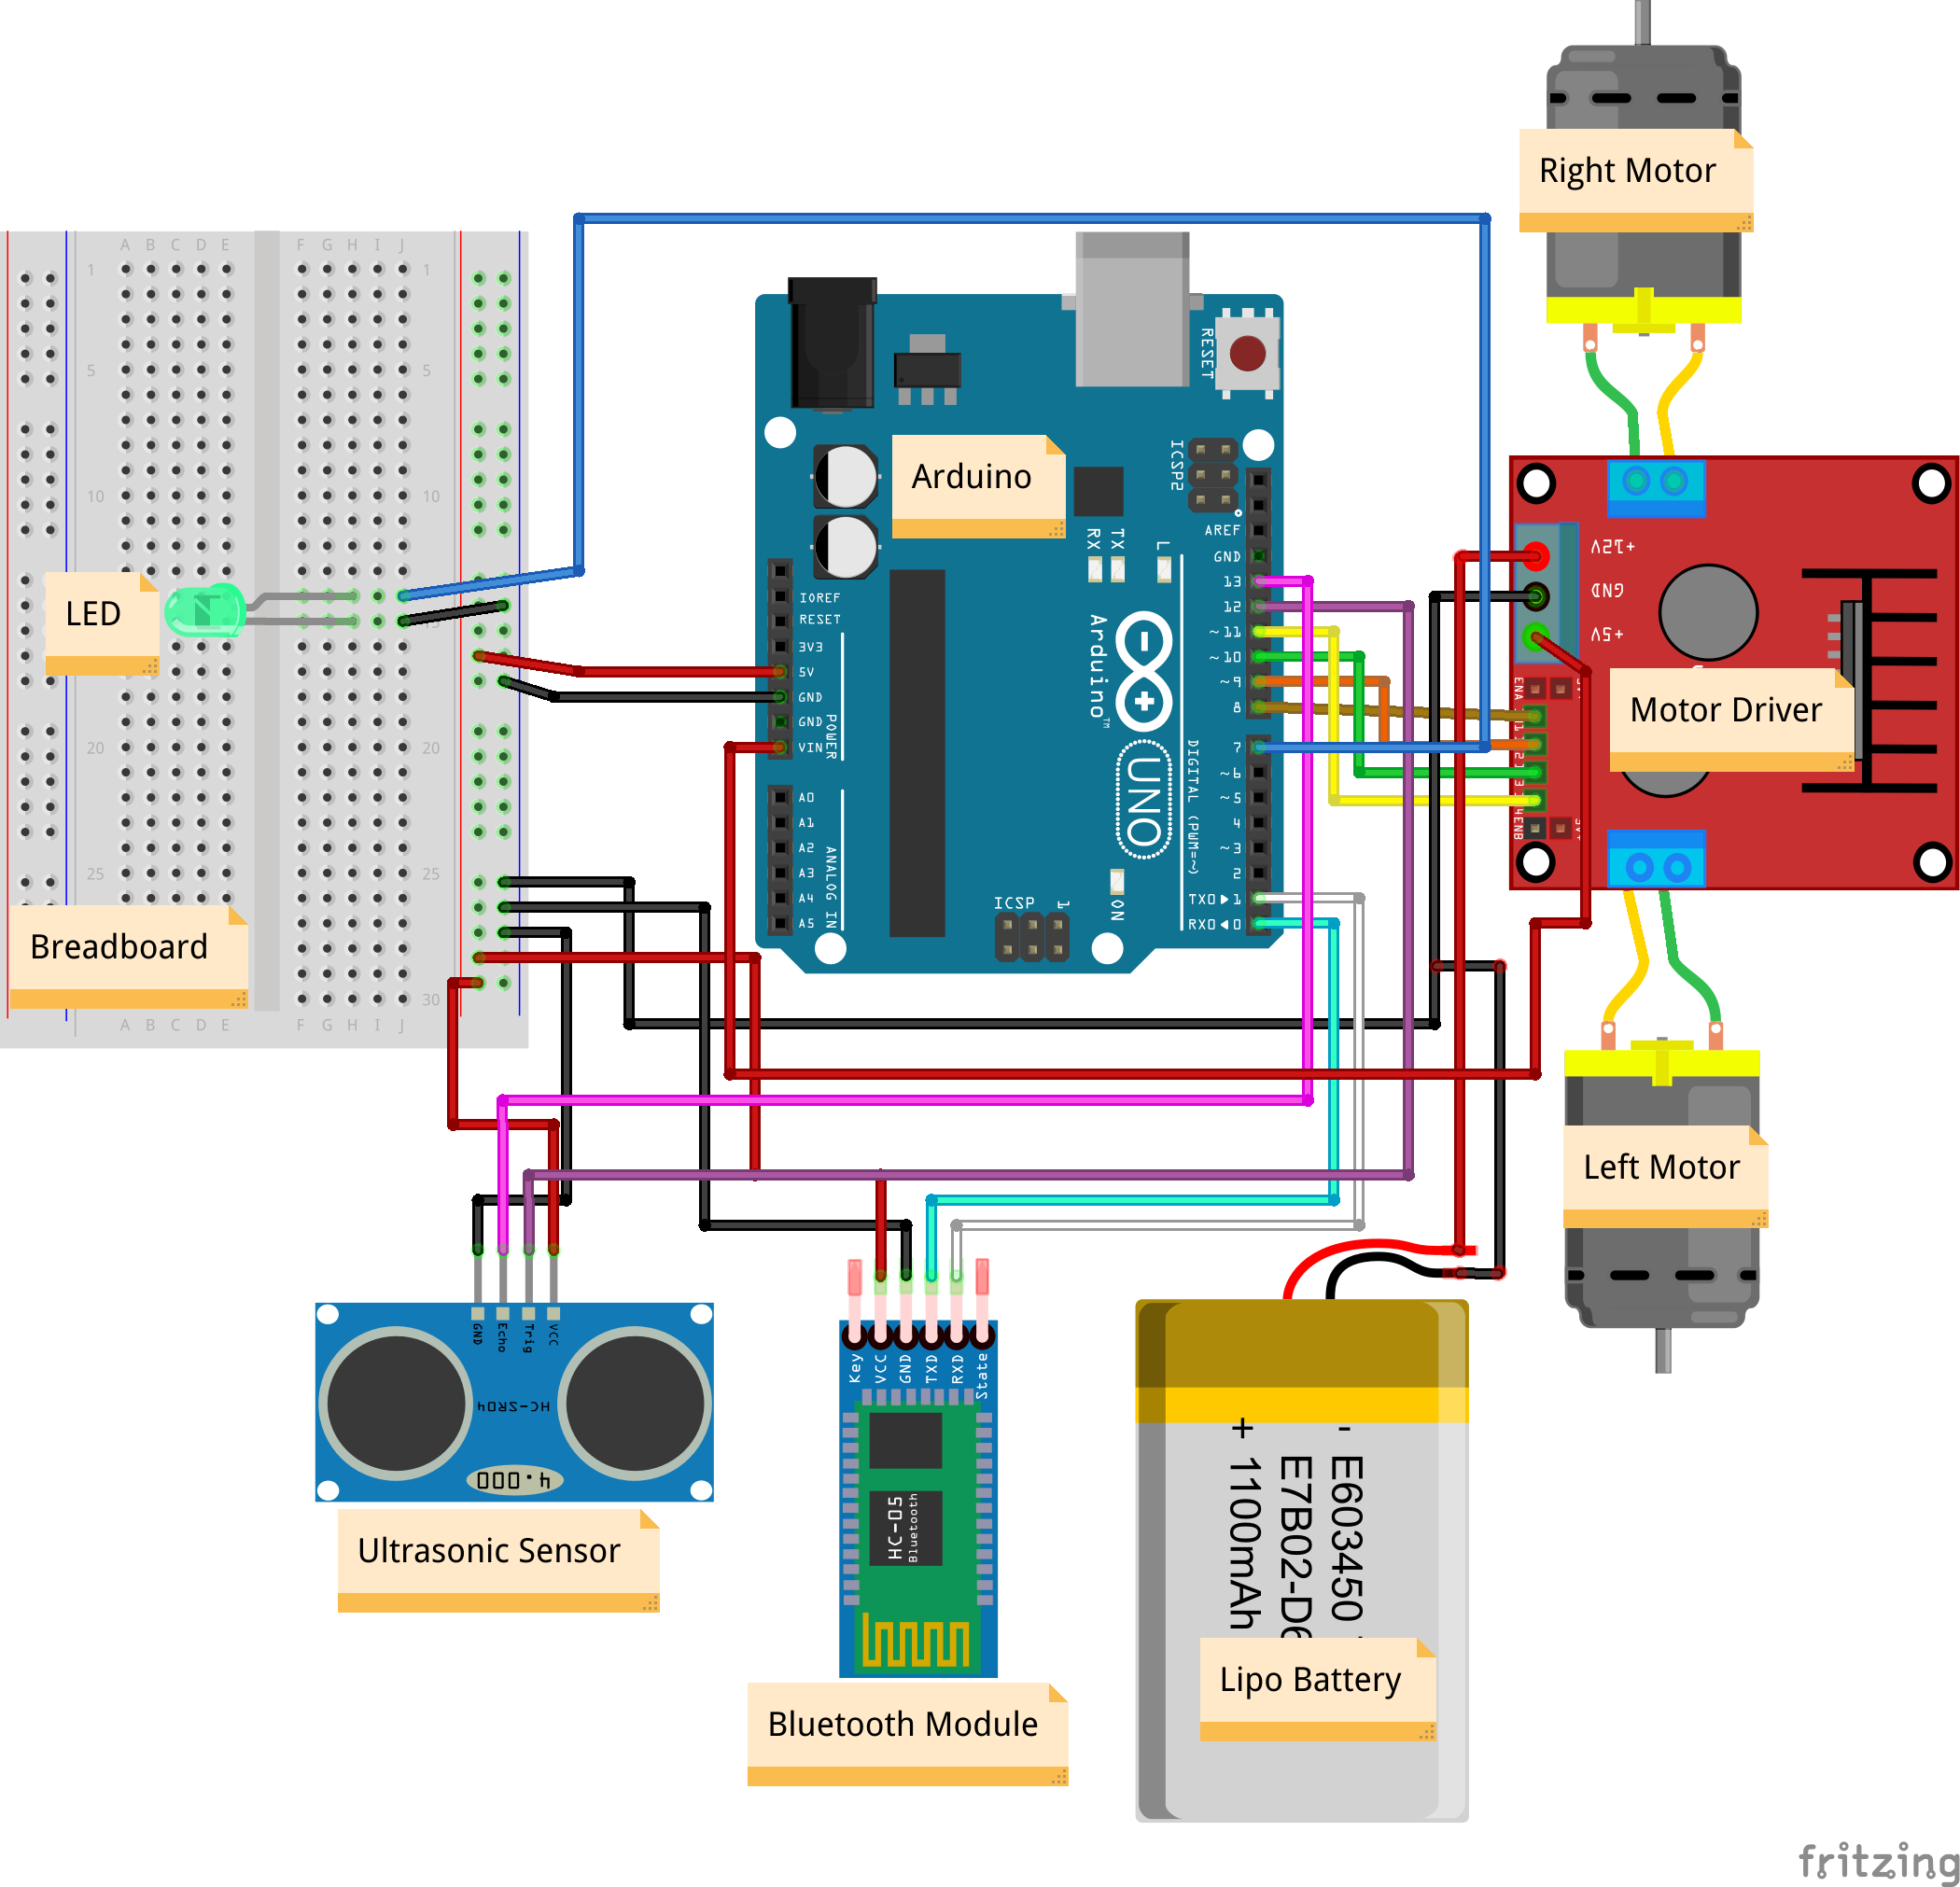 Right Motor
A B C D E F G H I J
1 1
5 5
10 10
15
20 20
25 25
30
A B C D E F G H I J
LED
Breadboard
Arduino
RESET
ICSP2
AREF
GND
13
12
~11
~10
~9
8
7
~6
~5
4
~3
2
TX0▶1
RX0◀0
RX
TX
L
Arduino™
UNO
DIGITAL (PWM=~)
IOREF
RESET
3V3
5V
GND
GND
VIN
POWER
A0
A1
A2
A3
A4
A5
ANALOG IN
ICSP
1
ON
+12V
GND
+5V
ENA
ENB
Motor Driver
Left Motor
GND
Echo
Trig
VCC
HC-SR04
4.000
Ultrasonic Sensor
Key
VCC
GND
TXD
RXD
State
HC-05
Bluetooth
Bluetooth Module
- E603450
E7B02-D6
+ 1100mAh
Lipo Battery
fritzing